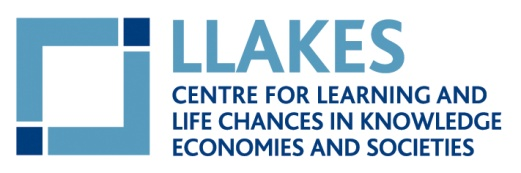 LLAKES
CENTRE FOR LEARNING AND
LIFE CHANCES IN KNOWLEDGE
ECONOMIES AND SOCIETIES